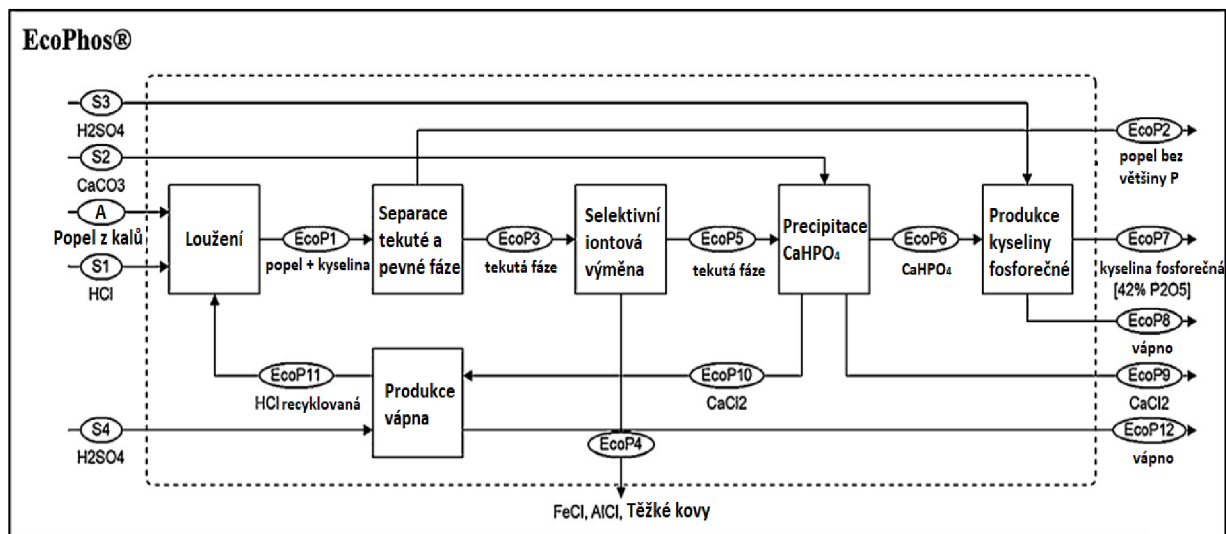 EcoPhos®
S3
H2SO4
EcoP2
popel bez
většiny P
S2
CaCO3
A
Popel z kalů
S1
HCl
Loužení
EcoP1
popel + kyselina
Separace
tekuté a
pevné fáze
EcoP3
tekutá fáze
Selektivní
iontová
výměna
EcoP5
tekutá fáze
Precipitace
CaHPO₄
EcoP6
CaHPO₄
Produkce
kyseliny
fosforečné
EcoP7
kyselina fosforečná
[42% P2O5]
EcoP8
vápno
EcoP11
HCl recyklovaná
Produkce
vápna
EcoP10
CaCl2
EcoP9
CaCl2
S4
H2SO4
EcoP4
EcoP12
vápno
FeCl, AlCl, Těžké kovy